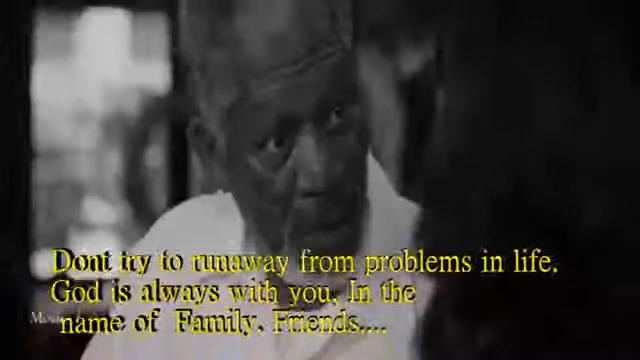 Dont try to runaway from problems in life.
God is always with you, In the
name of Family, Friends....